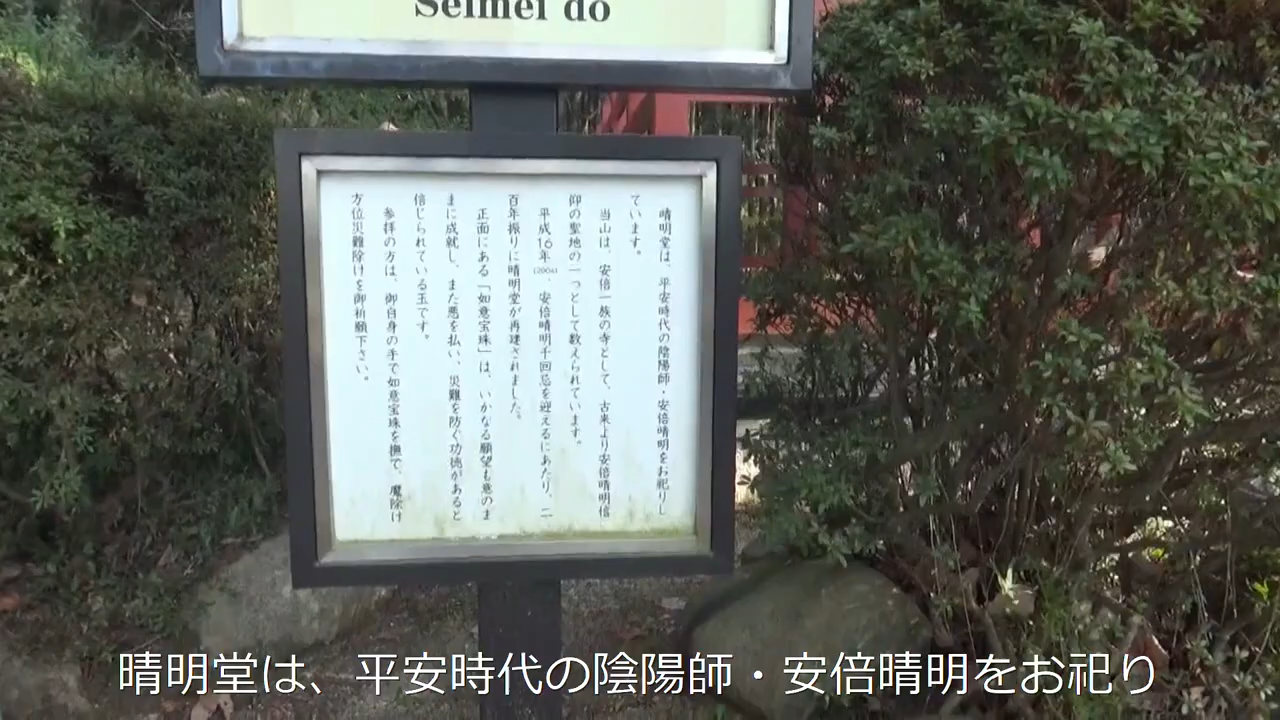 Seimei do
晴明堂は、平安時代の陰陽師・安倍晴明をお祀りし
ています。
当山は、安倍一族の寺として、古来より安倍晴明信
仰の聖地の一つとして数えられています。
平成16年(2004)、安倍晴明千回忌を迎えるにあたり、二
百年振りに晴明堂が再建されました。
正面にある「如意宝珠」は、いかなる願望も意のま
まに成就し、また悪を払い、災難を防ぐ功徳があると
信じられている玉です。
参拝の方は、御自身の手で如意宝珠を撫で、魔除け
方位災難除けを御祈願下さい。
晴明堂は、平安時代の陰陽師・安倍晴明をお祀り